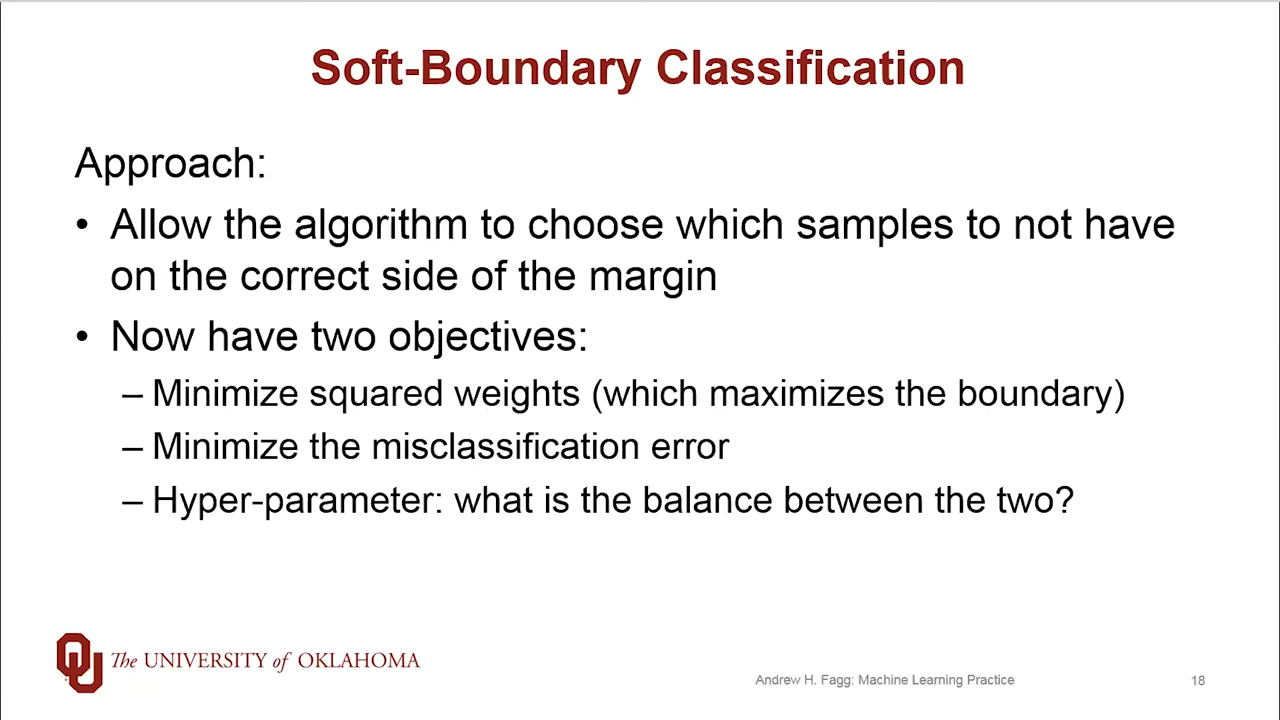 Soft-Boundary Classification
Approach:
• Allow the algorithm to choose which samples to not have
on the correct side of the margin
• Now have two objectives:
– Minimize squared weights (which maximizes the boundary)
– Minimize the misclassification error
– Hyper-parameter: what is the balance between the two?
The UNIVERSITY of OKLAHOMA
Andrew H. Fagg: Machine Learning Practice
18